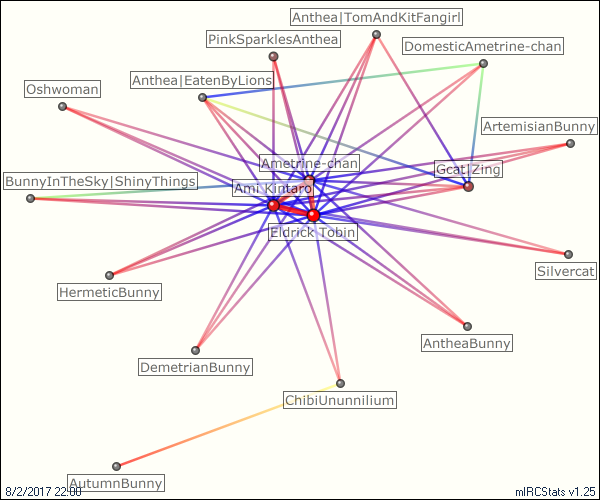 Anthea|TomAndKitFangirl
PinkSparklesAnthea
DomesticAmetrine-chan
Anthea|EatenByLions
Oshwoman
ArtemisianBunny
Ametrine-chan
Gcat|Zing
BunnyInTheSky|ShinyThings
Ami_Kintaro
Eldrick_Tobin
Silvercat
HermeticBunny
AntheaBunny
DemetrianBunny
ChibiUnunnilium
AutumnBunny
8/2/2017 22:00
mIRCStats v1.25